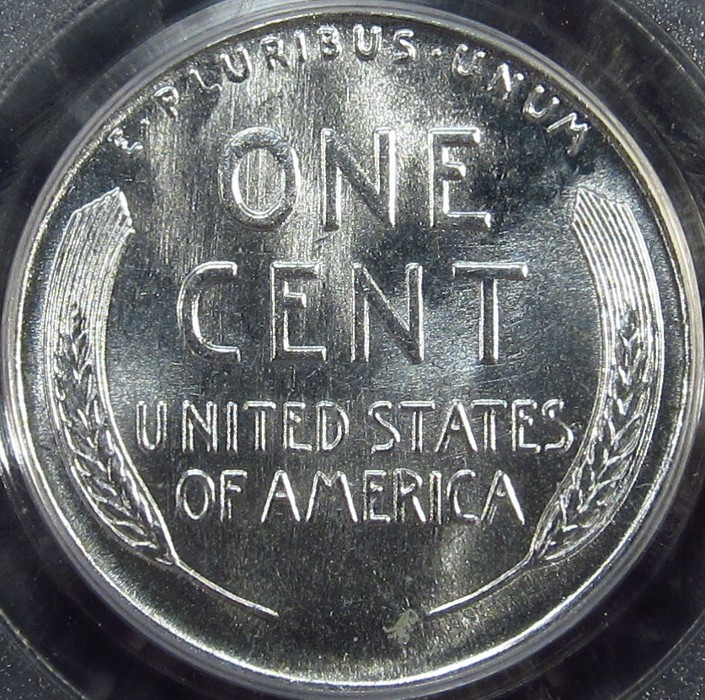 E·PLURIBUS·UNUM
ONE
CENT
UNITED STATES
OF AMERICA